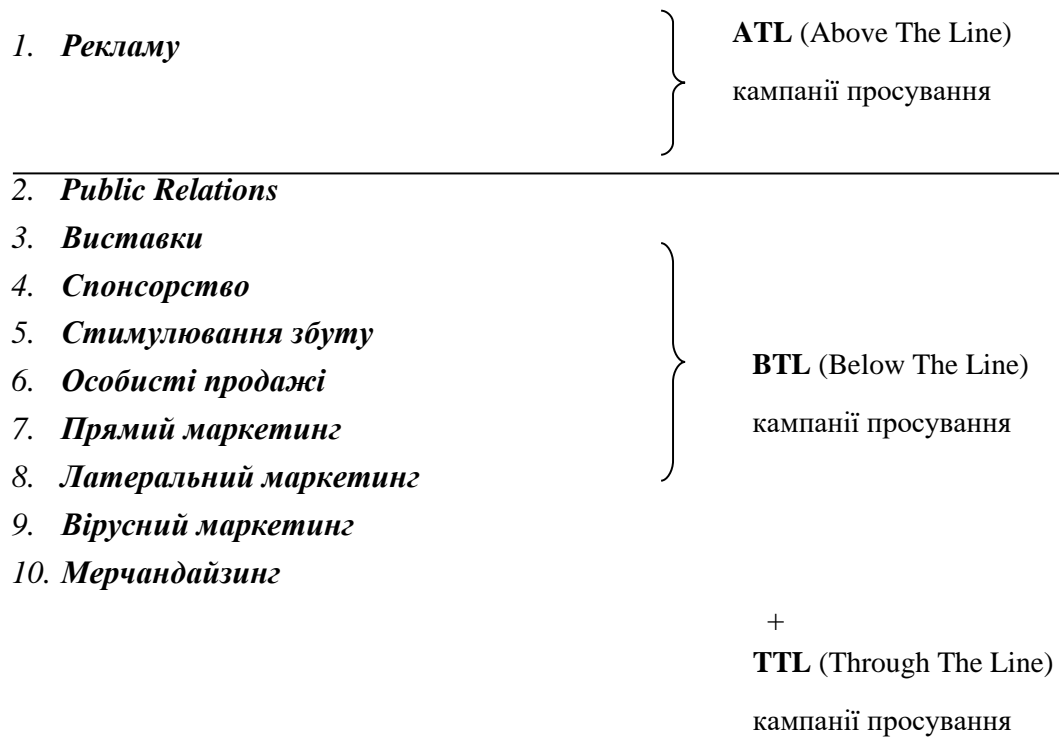 1. Рекламу
ATL (Above The Line)
кампанії просування
2. Public Relations
3. Виставки
4. Спонсорство
5. Стимулювання збуту
6. Особисті продажі
7. Прямий маркетинг
8. Латеральний маркетинг
9. Вірусний маркетинг
10. Мерчандайзинг
BTL (Below The Line)
кампанії просування
+
TTL (Through The Line)
кампанії просування